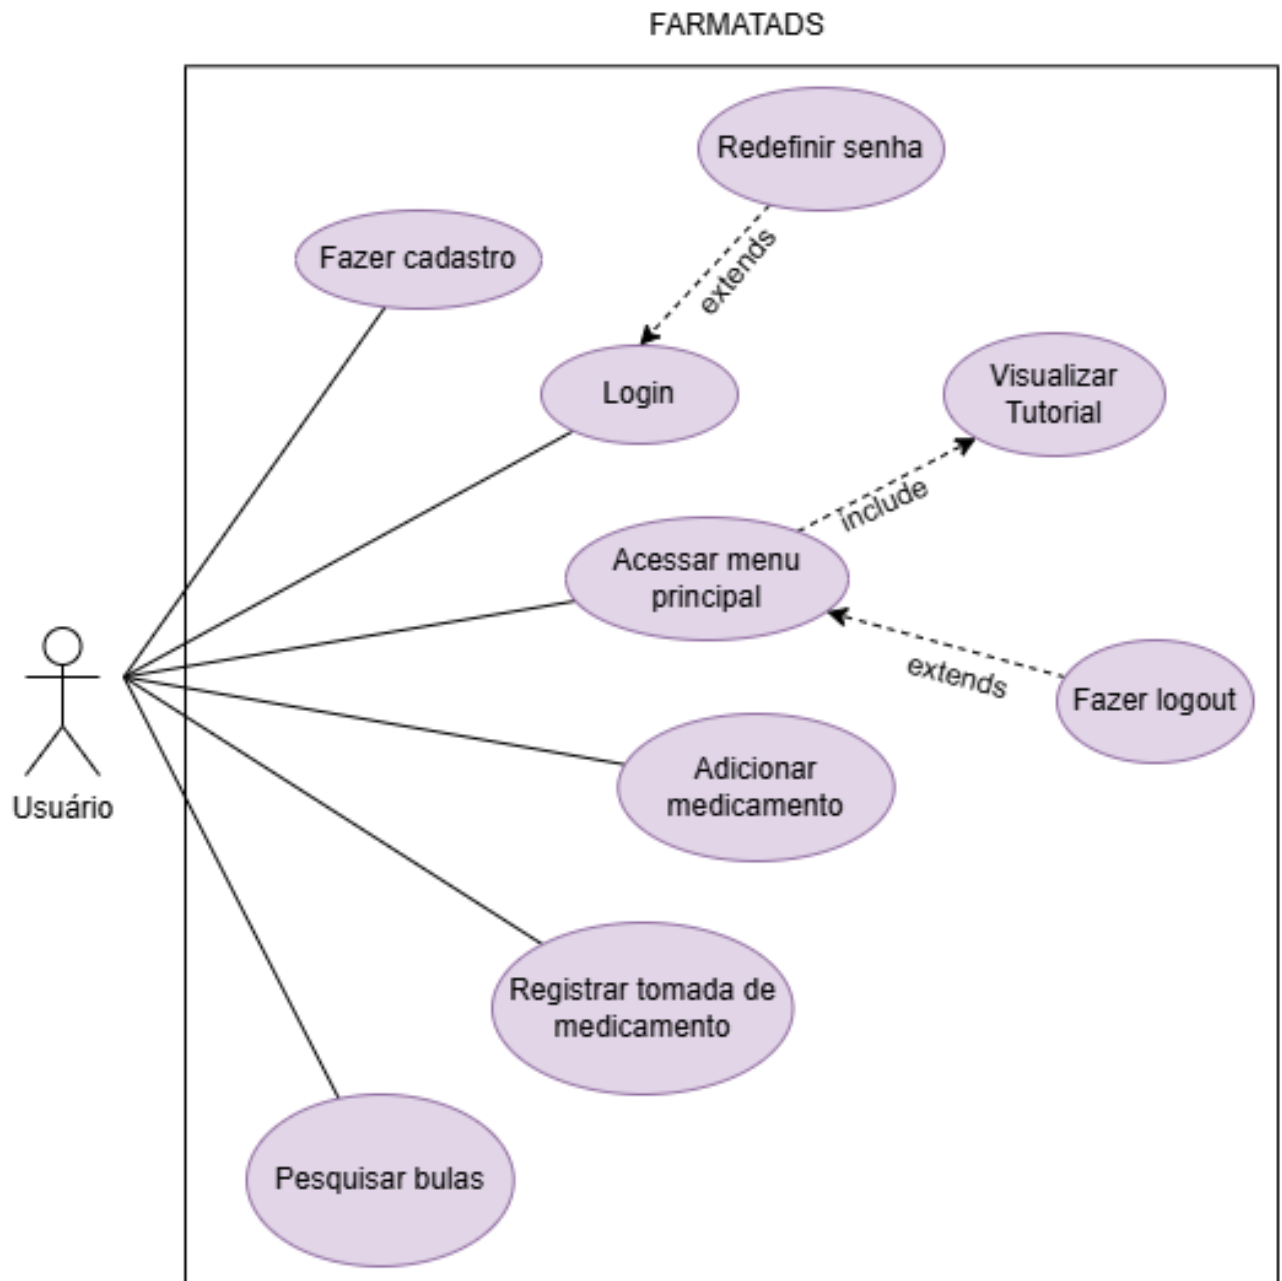 FARMATADS
Redefinir senha
Fazer cadastro
extends
Login
Visualizar
Tutorial
include
Acessar menu
principal
extends
Fazer logout
Usuário
Adicionar
medicamento
Registrar tomada de
medicamento
Pesquisar bulas